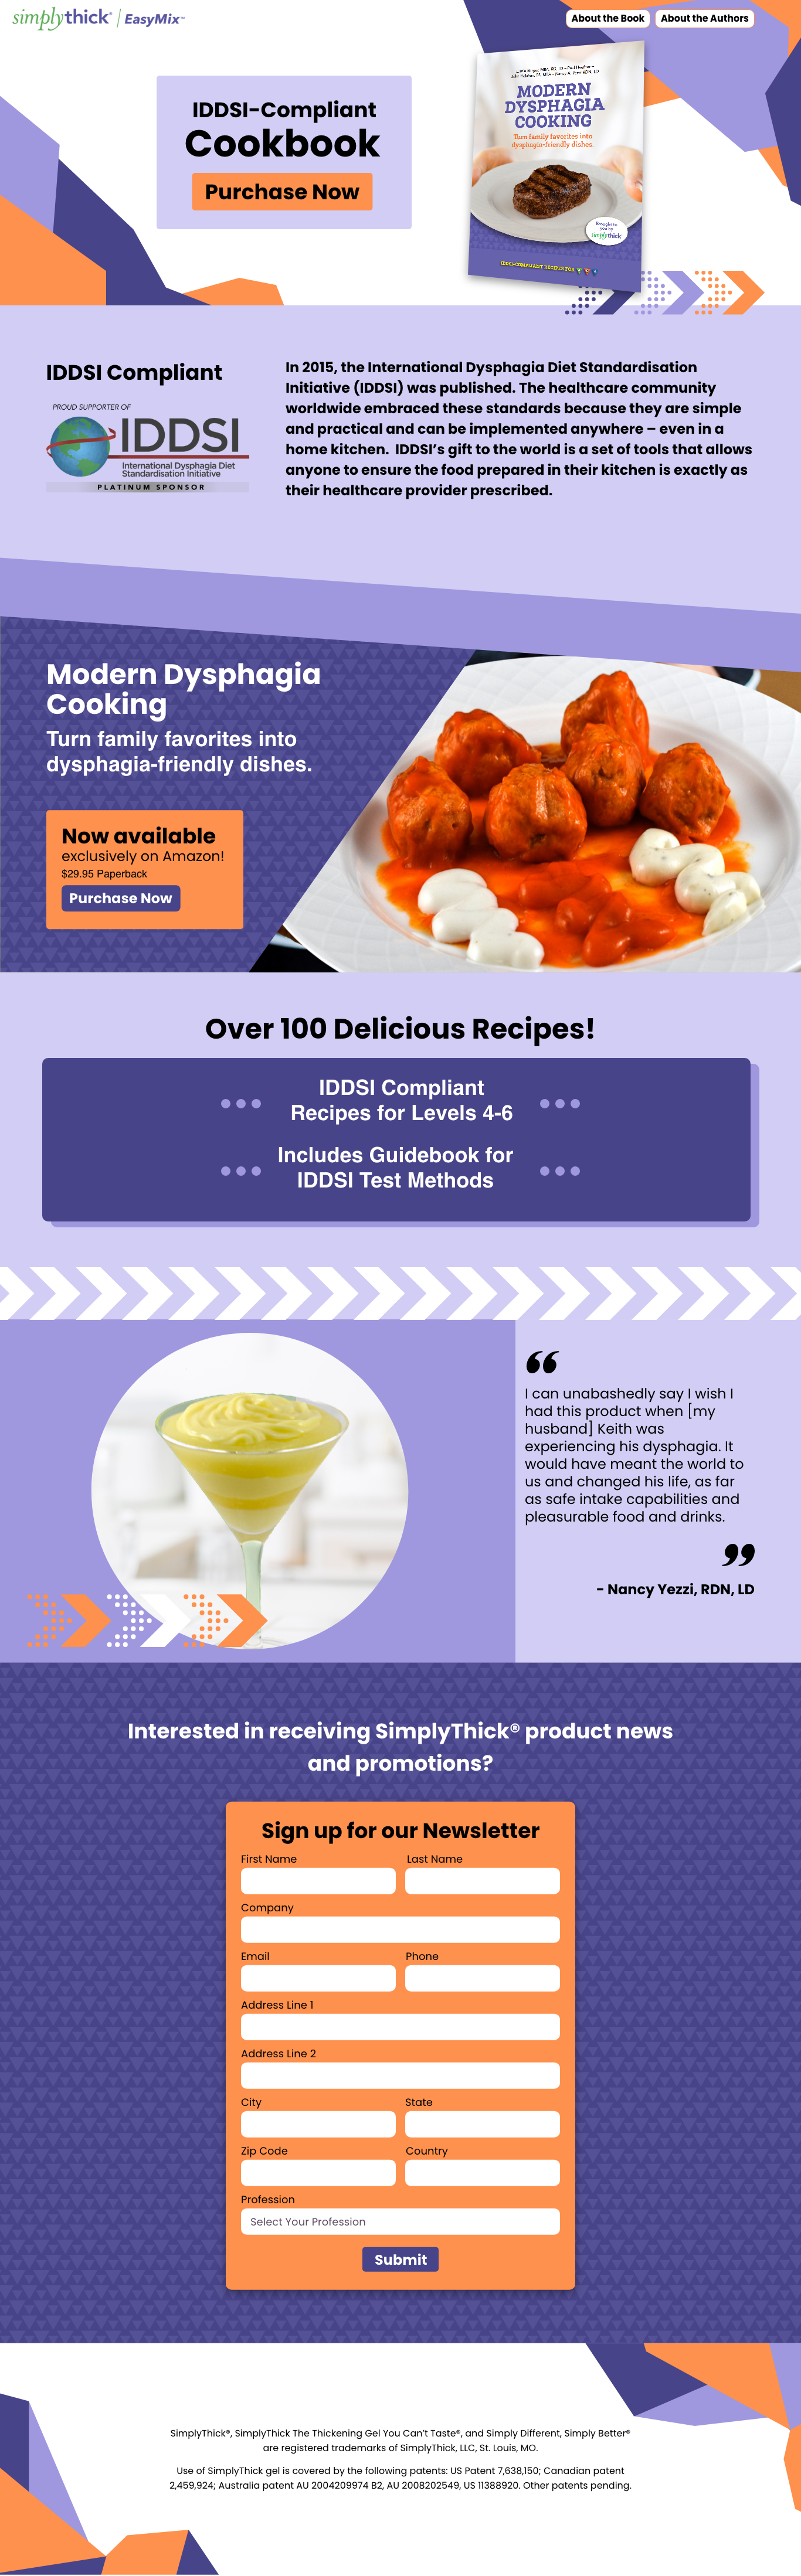 simplythick® | EasyMix™
About the Book
About the Authors
IDDSI-Compliant
Cookbook
Purchase Now
MODERN
DYSPHAGIA
COOKING
Turn family favorites into
dysphagia-friendly dishes.
Brought to
you by
simplythick
IDDSI-COMPLIANT RECIPES FOR
IDDSI Compliant
PROUD SUPPORTER OF
IDDSI
International Dysphagia Diet
Standardisation Initiative
PLATINUM SPONSOR
In 2015, the International Dysphagia Diet Standardisation
Initiative (IDDSI) was published. The healthcare community
worldwide embraced these standards because they are simple
and practical and can be implemented anywhere – even in a
home kitchen. IDDSI’s gift to the world is a set of tools that allows
anyone to ensure the food prepared in their kitchen is exactly as
their healthcare provider prescribed.
Modern Dysphagia
Cooking
Turn family favorites into
dysphagia-friendly dishes.
Now available
exclusively on Amazon!
$29.95 Paperback
Purchase Now
Over 100 Delicious Recipes!
IDDSI Compliant
Recipes for Levels 4-6
Includes Guidebook for
IDDSI Test Methods
“
I can unabashedly say I wish I
had this product when [my
husband] Keith was
experiencing his dysphagia. It
would have meant the world to
us and changed his life, as far
as safe intake capabilities and
pleasurable food and drinks.
”
- Nancy Yezzi, RDN, LD
Interested in receiving SimplyThick® product news
and promotions?
Sign up for our Newsletter
First Name
Last Name
Company
Email
Phone
Address Line 1
Address Line 2
City
State
Zip Code
Country
Profession
Select Your Profession
Submit
SimplyThick®, SimplyThick The Thickening Gel You Can’t Taste®, and Simply Different, Simply Better®
are registered trademarks of SimplyThick, LLC, St. Louis, MO.
Use of SimplyThick gel is covered by the following patents: US Patent 7,638,150; Canadian patent
2,459,924; Australia patent AU 2004209974 B2, AU 2008202549, US 11388920. Other patents pending.